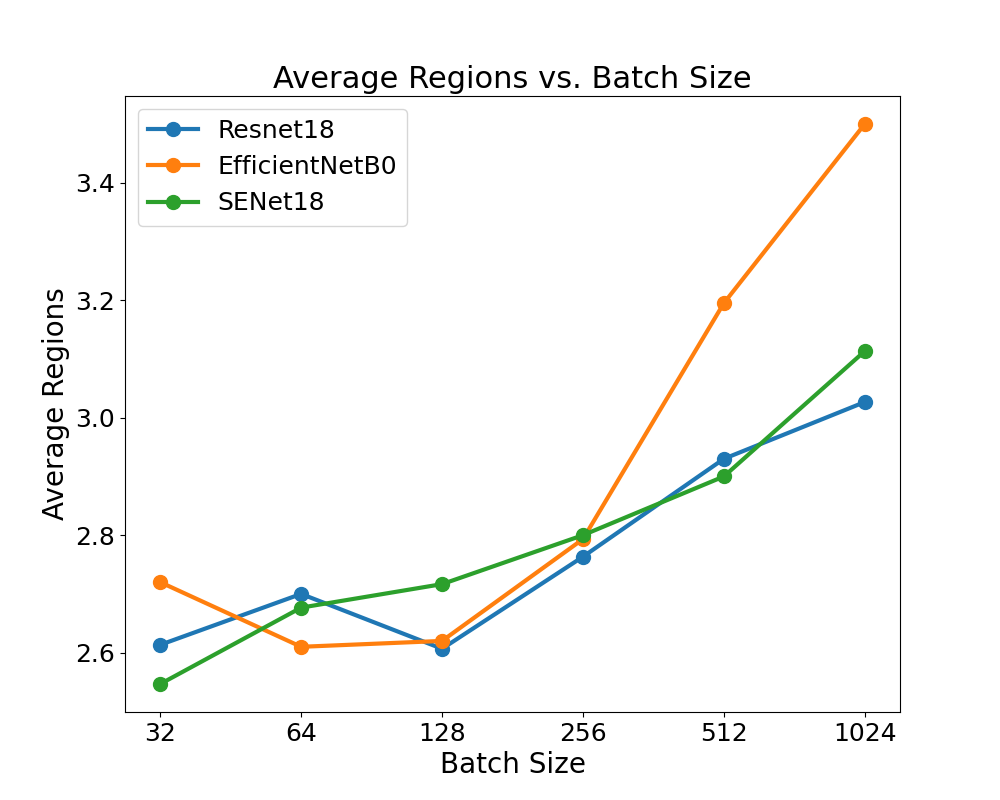 Average Regions vs. Batch Size
Resnet18
EfficientNetB0
SENet18
Average Regions
3.4
3.2
3.0
2.8
2.6
32 64 128 256 512 1024
Batch Size